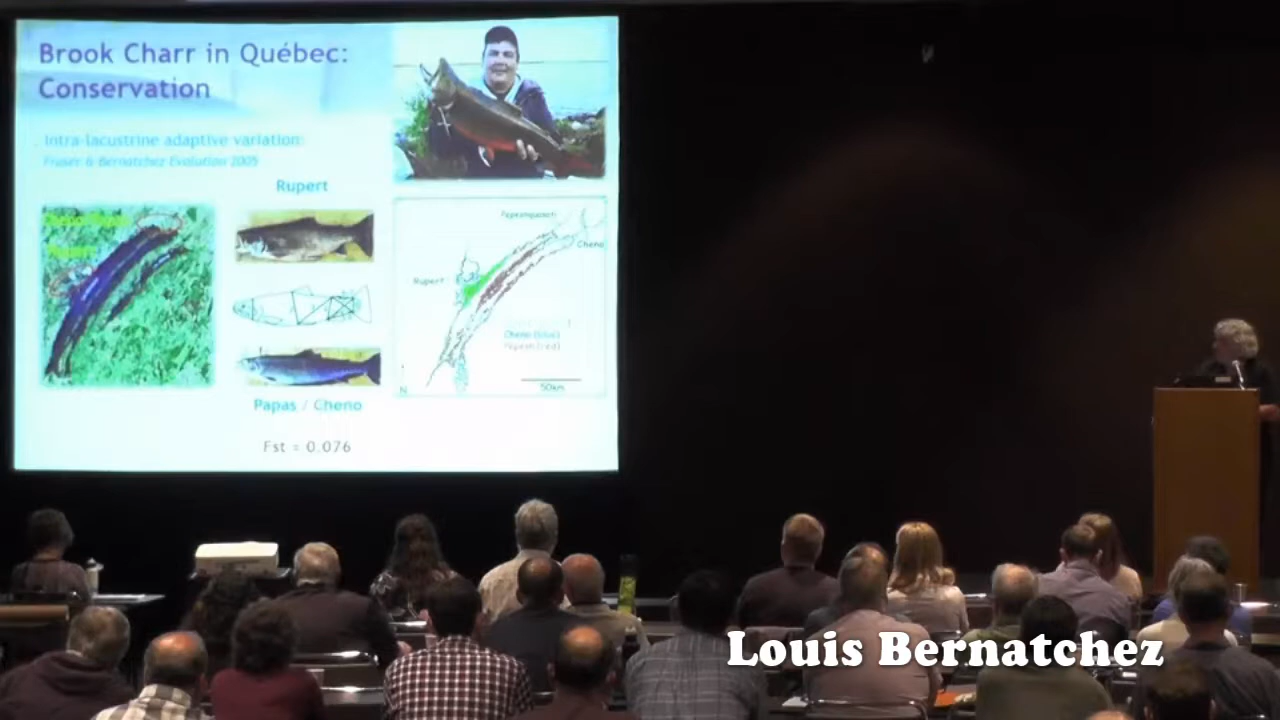 Brook Charr in Québec:
Conservation
Intra-lacustrine adaptive variation:
Fraser & Bernatchez Evolution 2005
Rupert
Papas / Cheno
Fst = 0.076
Rupert
Cheno
50km
N
Louis Bernatchez